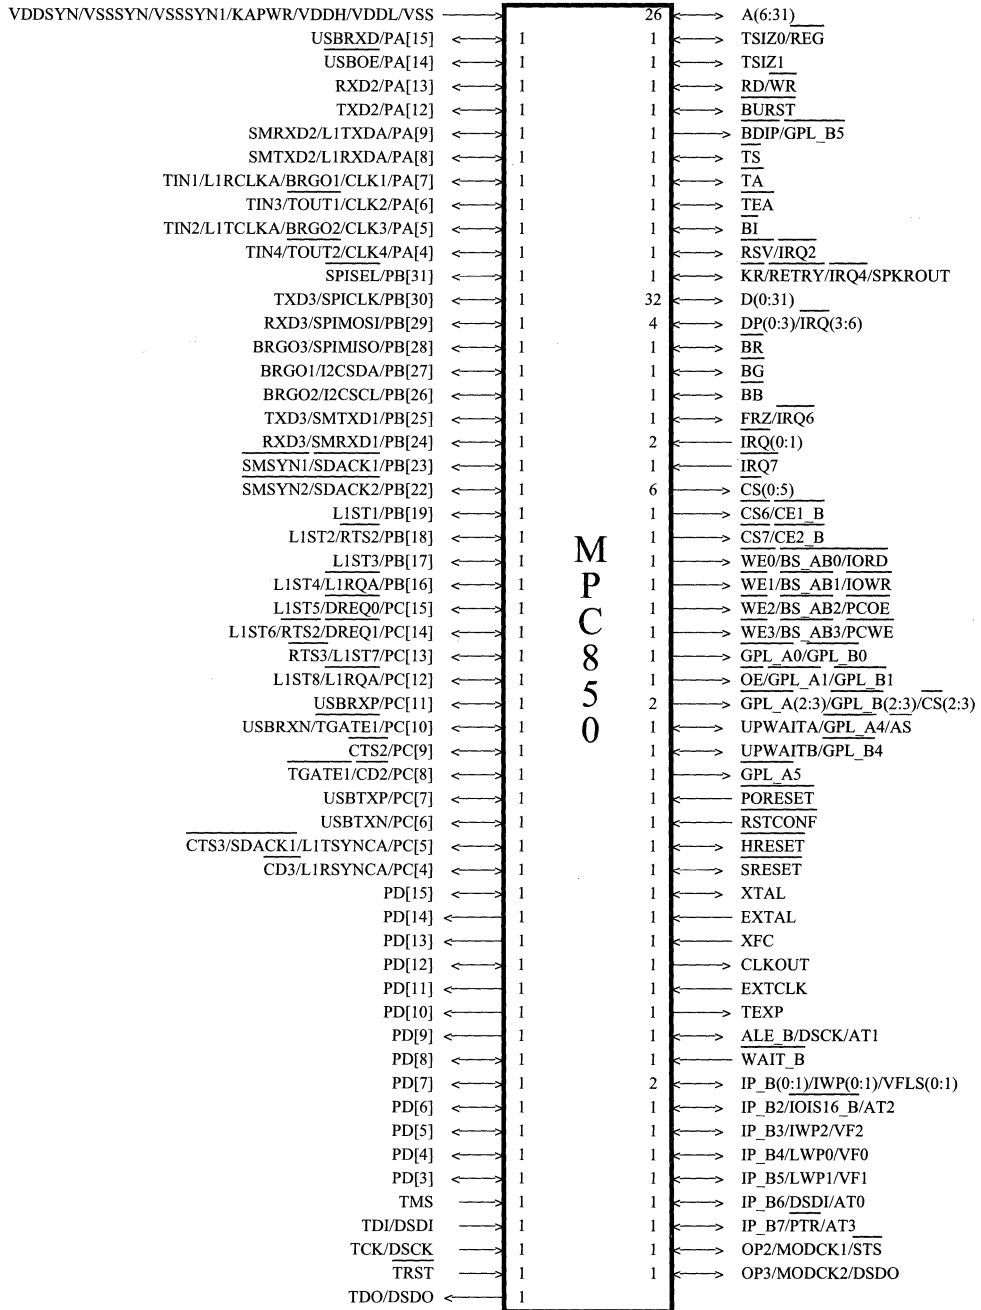 VDDSYN/VSSSYN/VSSSYN1/KAPWR/VDDH/VDDL/VSS 26 A(6:31)
USBRXD/PA[15] 1 1 TSIZ0/REG
USBOE/PA[14] 1 1 TSIZ1
RXD2/PA[13] 1 1 RD/WR
TXD2/PA[12] 1 1 BURST
SMRXD2/L1TXDA/PA[9] 1 1 BDIP/GPL_B5
SMTXD2/L1RXDA/PA[8] 1 1 TS
TIN1/L1RCLKA/BRGO1/CLK1/PA[7] 1 1 TA
TIN3/TOUT1/CLK2/PA[6] 1 1 TEA
TIN2/L1TCLKA/BRGO2/CLK3/PA[5] 1 1 BI
TIN4/TOUT2/CLK4/PA[4] 1 1 RSV/IRQ2
SPISEL/PB[31] 1 1 KR/RETRY/IRQ4/SPKROUT
TXD3/SPICLK/PB[30] 1 32 D(0:31)
RXD3/SPIMOSI/PB[29] 1 4 DP(0:3)/IRQ(3:6)
BRGO3/SPIMISO/PB[28] 1 1 BR
BRGO1/I2CSDA/PB[27] 1 1 BG
BRGO2/I2CSCL/PB[26] 1 1 BB
TXD3/SMTXD1/PB[25] 1 1 FRZ/IRQ6
RXD3/SMRXD1/PB[24] 1 2 IRQ(0:1)
SMSYN1/SDACK1/PB[23] 1 1 IRQ7
SMSYN2/SDACK2/PB[22] 1 6 CS(0:5)
L1ST1/PB[19] 1 1 CS6/CE1_B
L1ST2/RTS2/PB[18] 1 1 CS7/CE2_B
L1ST3/PB[17] 1 1 WE0/BS_AB0/IORD
L1ST4/L1RQA/PB[16] 1 1 WE1/BS_AB1/IOWR
L1ST5/DREQ0/PC[15] 1 1 WE2/BS_AB2/PCOE
L1ST6/RTS2/DREQ1/PC[14] 1 1 WE3/BS_AB3/PCWE
RTS3/L1ST7/PC[13] 1 1 GPL_A0/GPL_B0
L1ST8/L1RQA/PC[12] 1 1 OE/GPL_A1/GPL_B1
USBRXP/PC[11] 1 2 GPL_A(2:3)/GPL_B(2:3)/CS(2:3)
USBRXN/TGATE1/PC[10] 1 1 UPWAITA/GPL_A4/AS
CTS2/PC[9] 1 1 UPWAITB/GPL_B4
TGATE1/CD2/PC[8] 1 1 GPL_A5
USBTXP/PC[7] 1 1 PORESET
USBTXN/PC[6] 1 1 RSTCONF
CTS3/SDACK1/L1TSYNCA/PC[5] 1 1 HRESET
CD3/L1RSYNCA/PC[4] 1 1 SRESET
PD[15] 1 1 XTAL
PD[14] 1 1 EXTAL
PD[13] 1 1 XFC
PD[12] 1 1 CLKOUT
PD[11] 1 1 EXTCLK
PD[10] 1 1 TEXP
PD[9] 1 1 ALE_B/DSCK/AT1
PD[8] 1 1 WAIT_B
PD[7] 1 2 IP_B(0:1)/IWP(0:1)/VFLS(0:1)
PD[6] 1 1 IP_B2/IOIS16_B/AT2
PD[5] 1 1 IP_B3/IWP2/VF2
PD[4] 1 1 IP_B4/LWP0/VF0
PD[3] 1 1 IP_B5/LWP1/VF1
TMS 1 1 IP_B6/DSDI/AT0
TDI/DSDI 1 1 IP_B7/PTR/AT3
TCK/DSCK 1 1 OP2/MODCK1/STS
TRST 1 1 OP3/MODCK2/DSDO
TDO/DSDO 1
MPC850